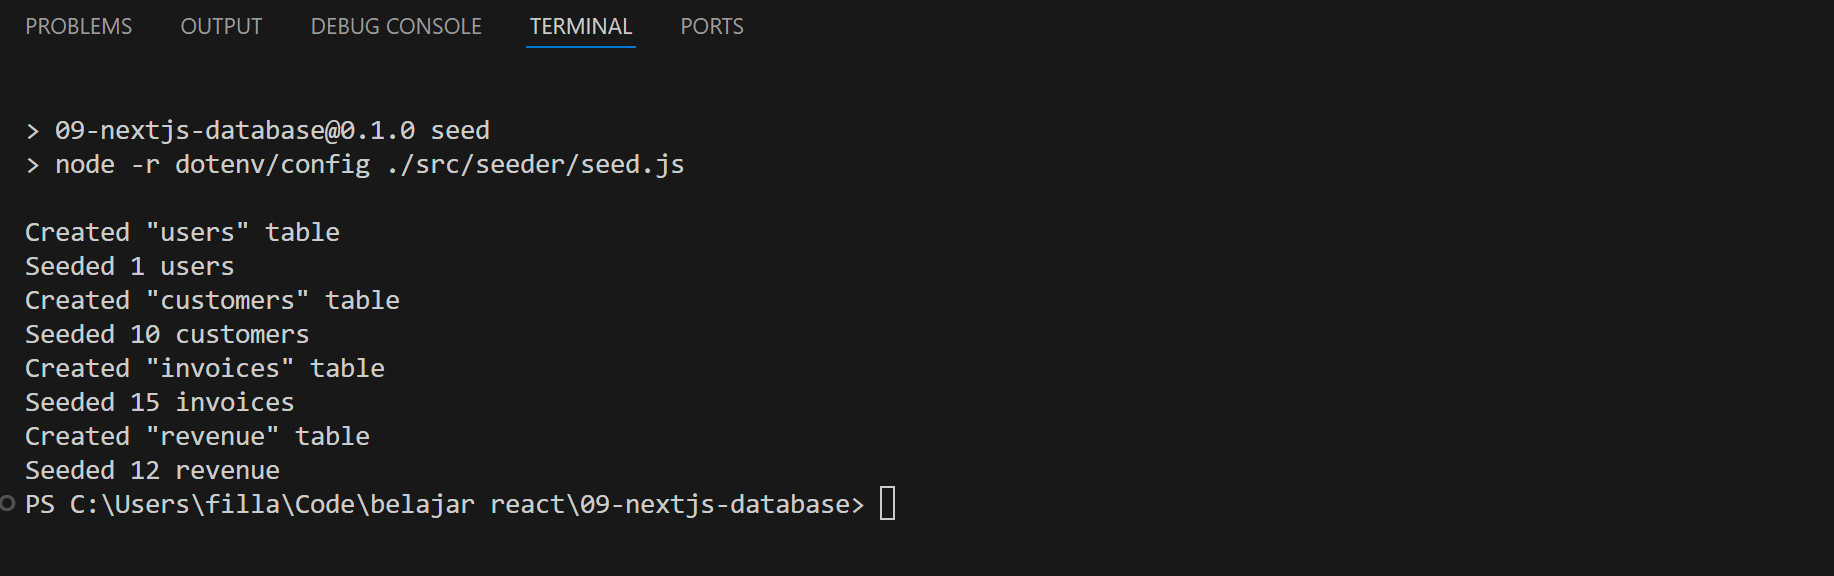 PROBLEMS OUTPUT DEBUG CONSOLE TERMINAL PORTS
> 09-nextjs-database@0.1.0 seed
> node -r dotenv/config ./src/seeder/seed.js
Created "users" table
Seeded 1 users
Created "customers" table
Seeded 10 customers
Created "invoices" table
Seeded 15 invoices
Created "revenue" table
Seeded 12 revenue
PS C:\Users\filla\Code\belajar react\09-nextjs-database>